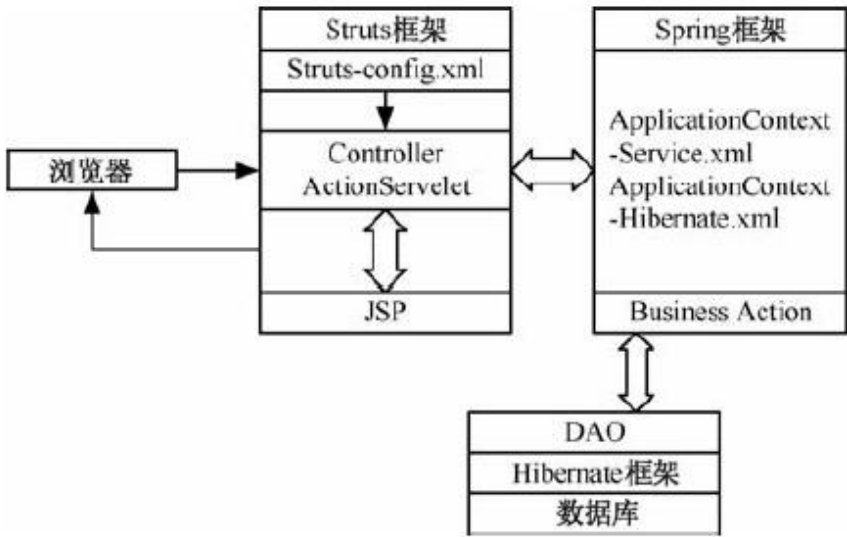 Struts框架
Struts-config.xml
Controller
ActionServelet
JSP
浏览器
Spring框架
ApplicationContext
-Service.xml
ApplicationContext
-Hibernate.xml
Business Action
DAO
Hibernate框架
数据库